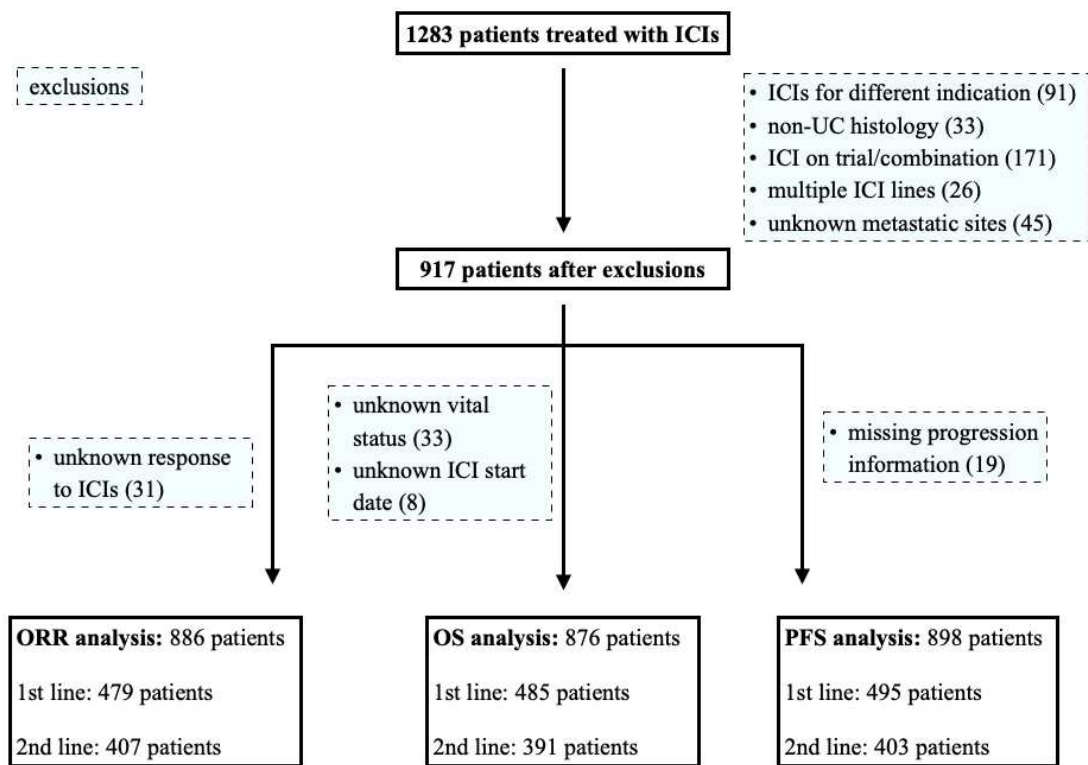 1283 patients treated with ICIs
exclusions
• ICIs for different indication (91)
• non-UC histology (33)
• ICI on trial/combination (171)
• multiple ICI lines (26)
• unknown metastatic sites (45)
917 patients after exclusions
• unknown response
to ICIs (31)
• unknown vital
status (33)
• unknown ICI start
date (8)
• missing progression
information (19)
ORR analysis: 886 patients
1st line: 479 patients
2nd line: 407 patients
OS analysis: 876 patients
1st line: 485 patients
2nd line: 391 patients
PFS analysis: 898 patients
1st line: 495 patients
2nd line: 403 patients